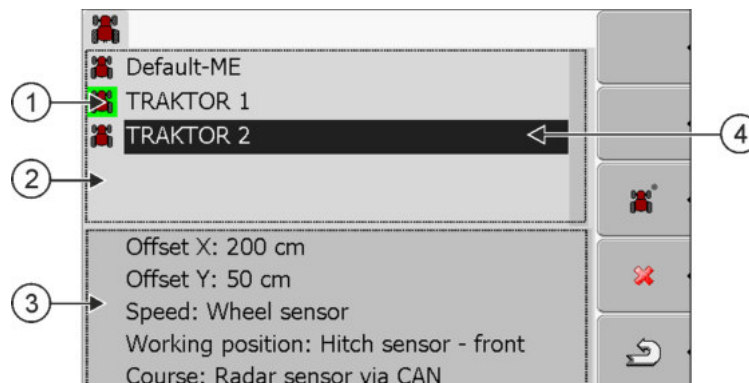 Default-ME
1
TRAKTOR 1
TRAKTOR 2
4
2
Offset X: 200 cm
Offset Y: 50 cm
Speed: Wheel sensor
3
Working position: Hitch sensor - front
Course: Radar sensor via CAN